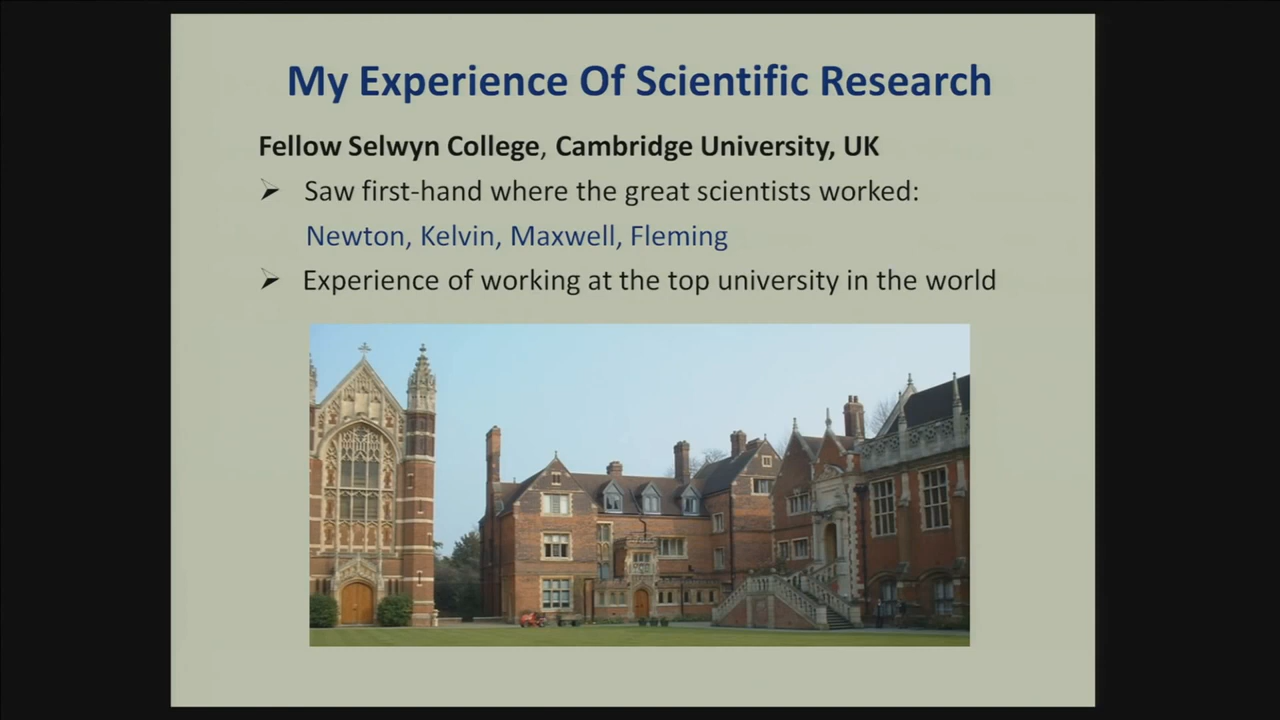 My Experience Of Scientific Research
Fellow Selwyn College, Cambridge University, UK
➢ Saw first-hand where the great scientists worked:
Newton, Kelvin, Maxwell, Fleming
➢ Experience of working at the top university in the world